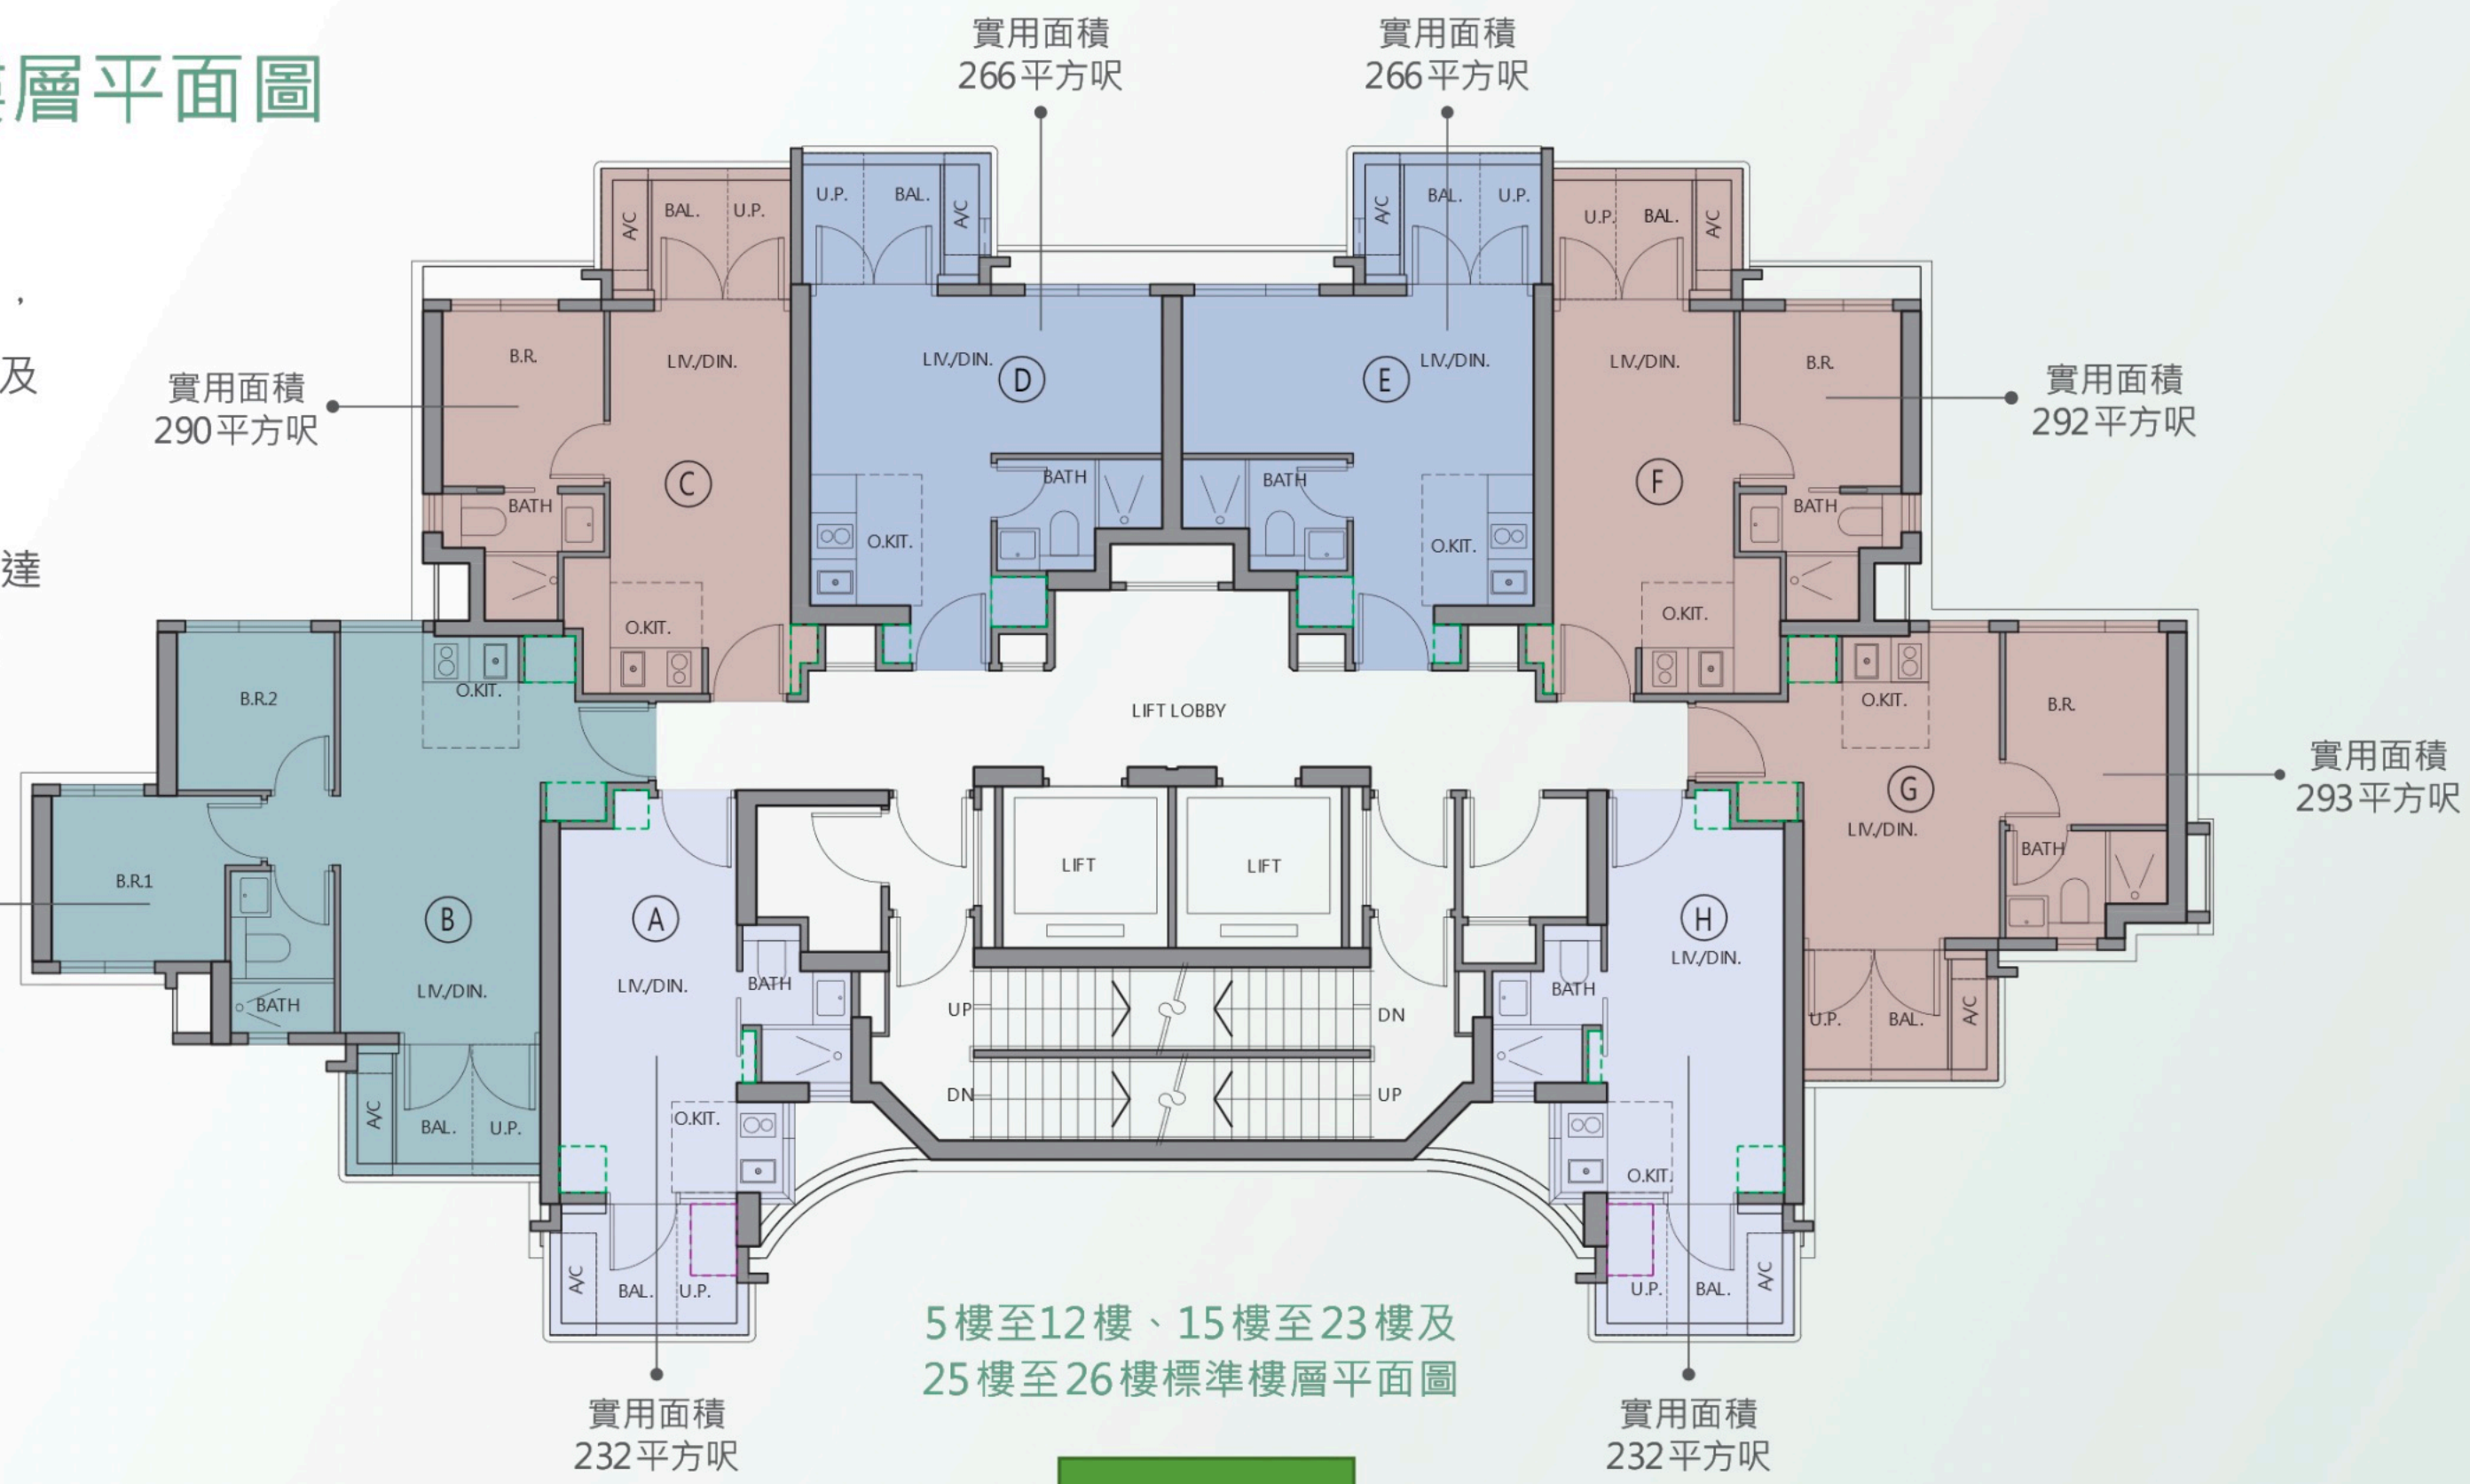 層平面圖
，
及
達
實用面積
266平方呎
實用面積
266平方呎
實用面積
290平方呎
實用面積
292平方呎
實用面積
293平方呎
A/C
BAL.
U.P.
U.P.
BAL.
A/C
A/C
BAL.
U.P.
U.P.
BAL.
A/C
B.R.
LIV./DIN.
C
BATH
O.KIT.
LIV./DIN.
D
BATH
O.KIT.
E
LIV./DIN.
BATH
O.KIT.
LIV./DIN.
F
B.R.
BATH
O.KIT.
B.R.2
O.KIT.
B.R.1
B
LIV./DIN.
BATH
A/C
BAL.
U.P.
LIFT LOBBY
LIFT
LIFT
UP
DN
DN
UP
A
LIV./DIN.
BATH
O.KIT.
A/C
BAL.
U.P.
H
LIV./DIN.
BATH
O.KIT.
U.P.
BAL.
A/C
O.KIT.
B.R.
G
LIV./DIN.
BATH
U.P.
BAL.
A/C
5樓至12樓、15樓至23樓及
25樓至26樓標準樓層平面圖
實用面積
232平方呎
實用面積
232平方呎